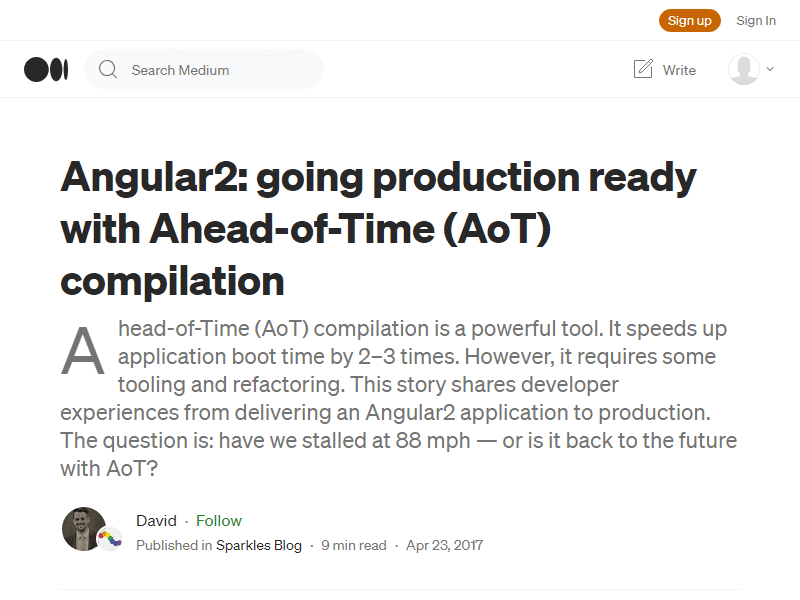 Sign up Sign In
Search Medium Write
Angular2: going production ready
with Ahead-of-Time (AoT)
compilation
Ahead-of-Time (AoT) compilation is a powerful tool. It speeds up
application boot time by 2–3 times. However, it requires some
tooling and refactoring. This story shares developer
experiences from delivering an Angular2 application to production.
The question is: have we stalled at 88 mph — or is it back to the future
with AoT?
David · Follow
Published in Sparkles Blog · 9 min read · Apr 23, 2017